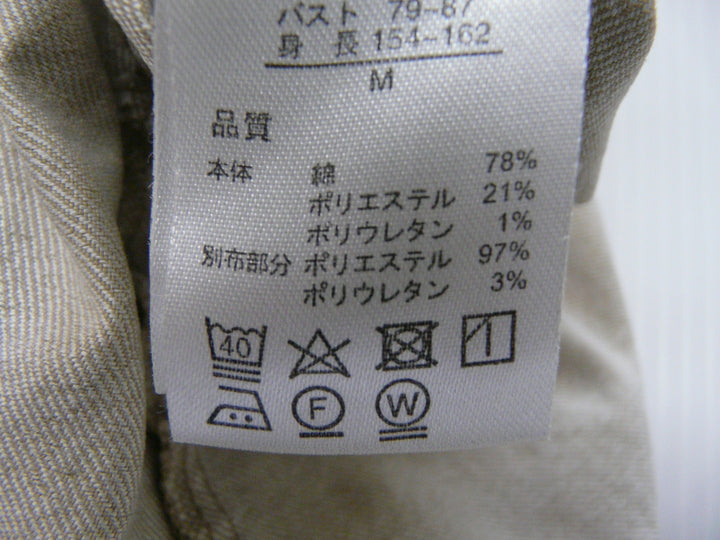 バスト 79-87
身長 154-162
M
品質
本体 綿 78%
ポリエステル 21%
ポリウレタン 1%
別布部分 ポリエステル 97%
ポリウレタン 3%
40
F W